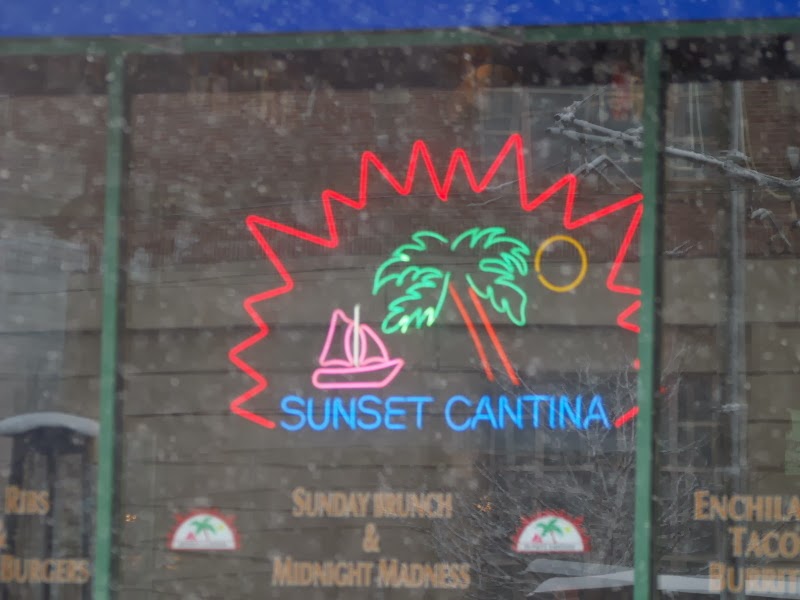 SUNSET CANTINA
RIBS
&
BURGERS
SUNDAY BRUNCH
&
MIDNIGHT MADNESS
ENCHILA
TACO
BURRIT